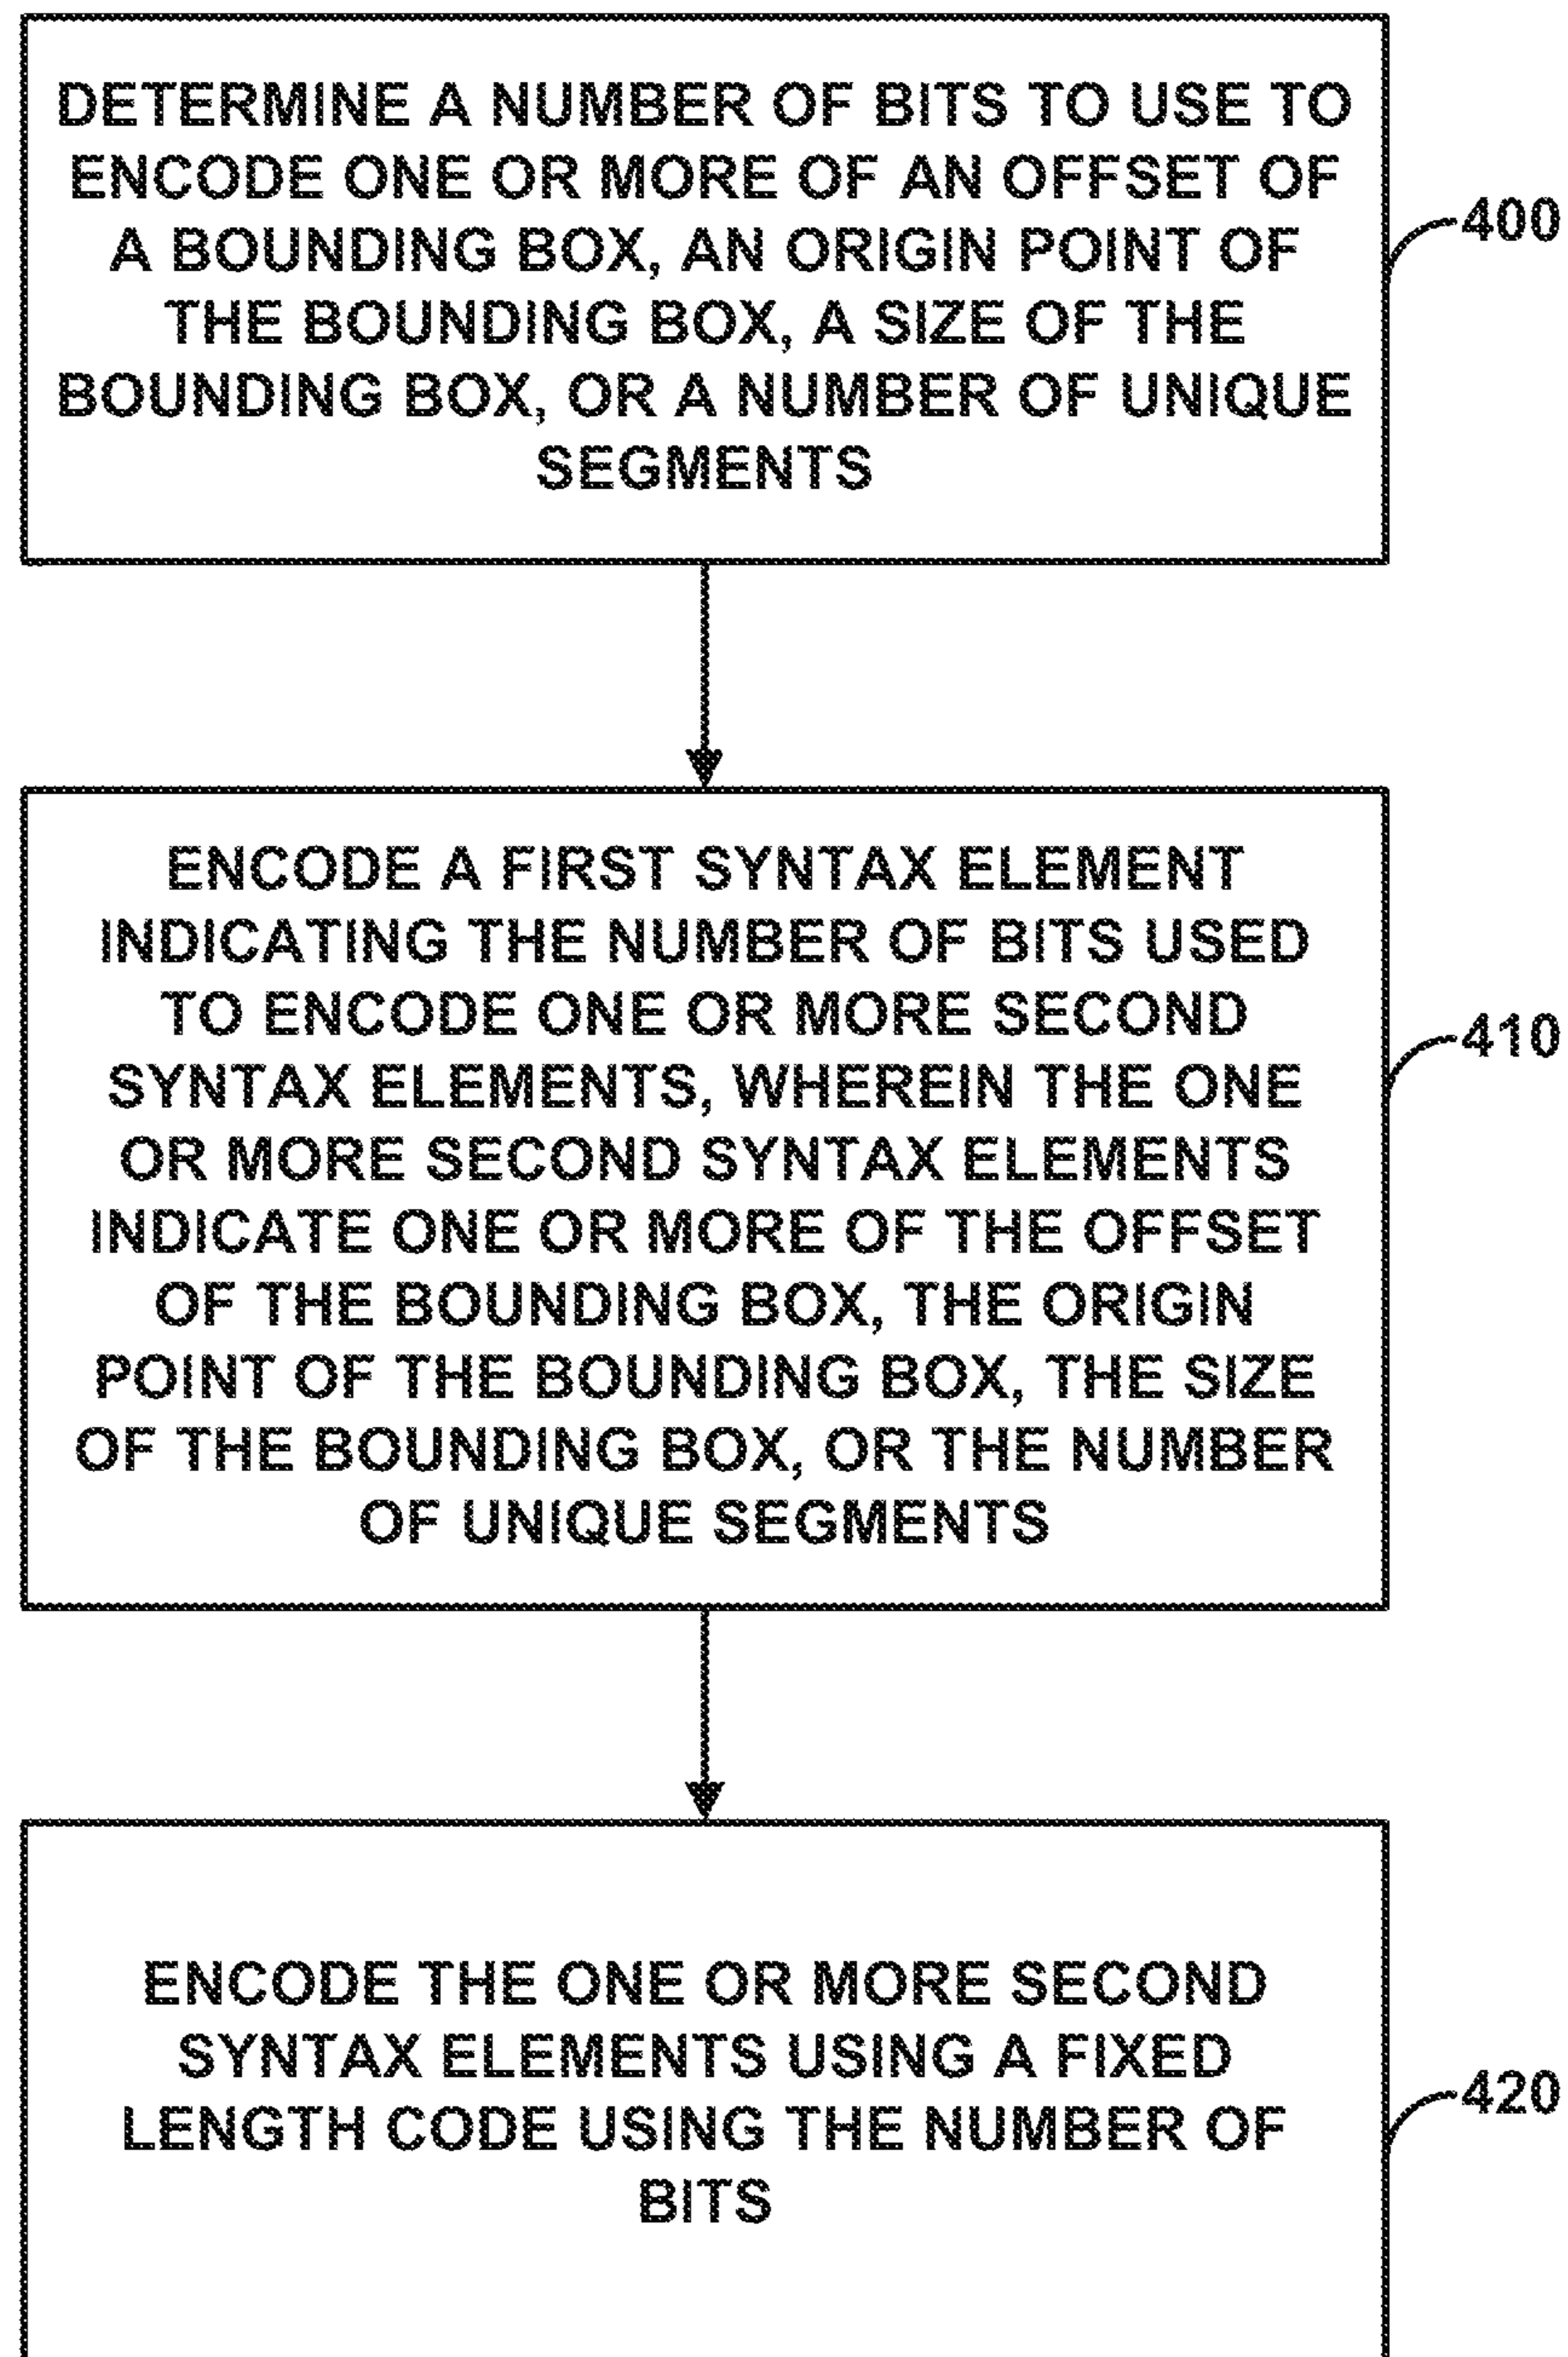 DETERMINE A NUMBER OF BITS TO USE TO
ENCODE ONE OR MORE OF AN OFFSET OF
A BOUNDING BOX, AN ORIGIN POINT OF
THE BOUNDING BOX, A SIZE OF THE
BOUNDING BOX, OR A NUMBER OF UNIQUE
SEGMENTS
400
ENCODE A FIRST SYNTAX ELEMENT
INDICATING THE NUMBER OF BITS USED
TO ENCODE ONE OR MORE SECOND
SYNTAX ELEMENTS, WHEREIN THE ONE
OR MORE SECOND SYNTAX ELEMENTS
INDICATE ONE OR MORE OF THE OFFSET
OF THE BOUNDING BOX, THE ORIGIN
POINT OF THE BOUNDING BOX, THE SIZE
OF THE BOUNDING BOX, OR THE NUMBER
OF UNIQUE SEGMENTS
410
ENCODE THE ONE OR MORE SECOND
SYNTAX ELEMENTS USING A FIXED
LENGTH CODE USING THE NUMBER OF
BITS
420